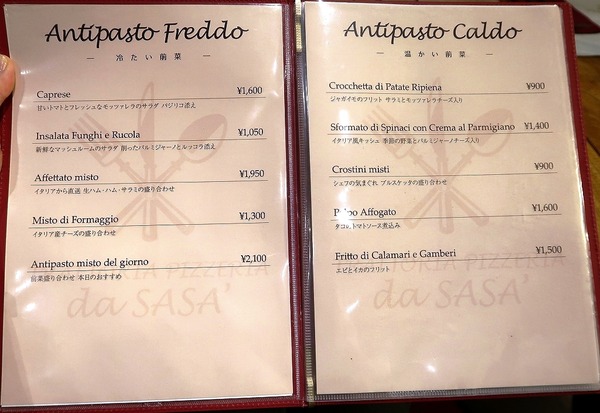 Antipasto Freddo
― 冷たい前菜 ―
Caprese ¥1,600
甘いトマトとフレッシュなモッツァレラのサラダ バジリコ添え
Insalata Funghi e Rucola ¥1,050
新鮮なマッシュルームのサラダ 削ったパルミジャーノとルッコラ添え
Affettato misto ¥1,950
イタリアから直送 生ハム・ハム・サラミの盛り合わせ
Misto di Formaggio ¥1,300
イタリア産チーズの盛り合わせ
Antipasto misto del giorno ¥2,100
前菜盛り合わせ 本日のおすすめ
PIZZERIA
da SASA'
Antipasto Caldo
― 温かい前菜 ―
Crocchetta di Patate Ripiena ¥900
ジャガイモのフリット サラミとモッツァレラチーズ入り
Sformato di Spinaci con Crema al Parmigiano ¥1,400
イタリア風キッシュ 季節の野菜とパルミジャーノチーズ入り
Crostini misti ¥900
シェフの気まぐれ ブルスケッタの盛り合わせ
Polpo Affogato ¥1,600
タコのトマトソース煮込み
Fritto di Calamari e Gamberi ¥1,500
エビとイカのフリット
PIZZERIA
da SASA'